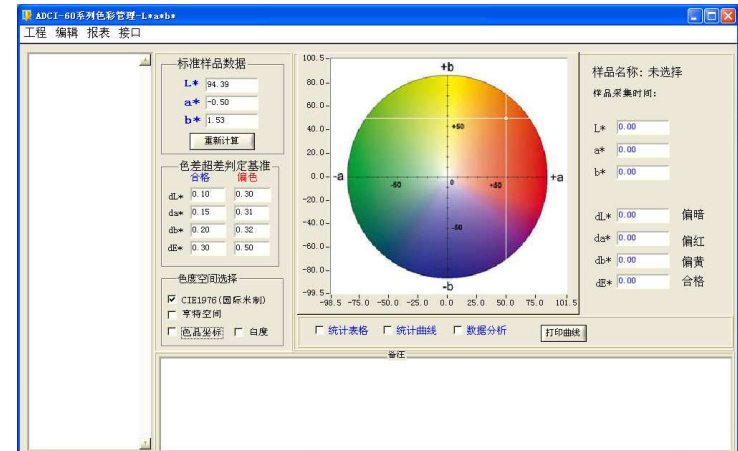 ADCI-60系列色彩管理-L*a*b*
工程 编辑 报表 接口
标准样品数据
L* 94.39
a* -0.50
b* 1.53
重新计算
色差超差判定基准
合格 偏色
dL* 0.10 0.30
da* 0.15 0.31
db* 0.20 0.32
dE* 0.30 0.50
色度空间选择
CIE1976(国际米制)
亨特空间
色品坐标 白度
100.5-
80.0-
60.0-
40.0-
20.0-
0.0-
-20.0-
-40.0-
-60.0-
-80.0-
-99.5-
-98.5 -75.0 -50.0 -25.0 0.0 25.0 50.0 75.0 101.5
+b
+50
-a -50 0 +50 +a
-50
-b
统计表格 统计曲线 数据分析 打印曲线
样品名称: 未选择
样品采集时间:
L* 0.00
a* 0.00
b* 0.00
dL* 0.00 偏暗
da* 0.00 偏红
db* 0.00 偏黄
dE* 0.00 合格
备注